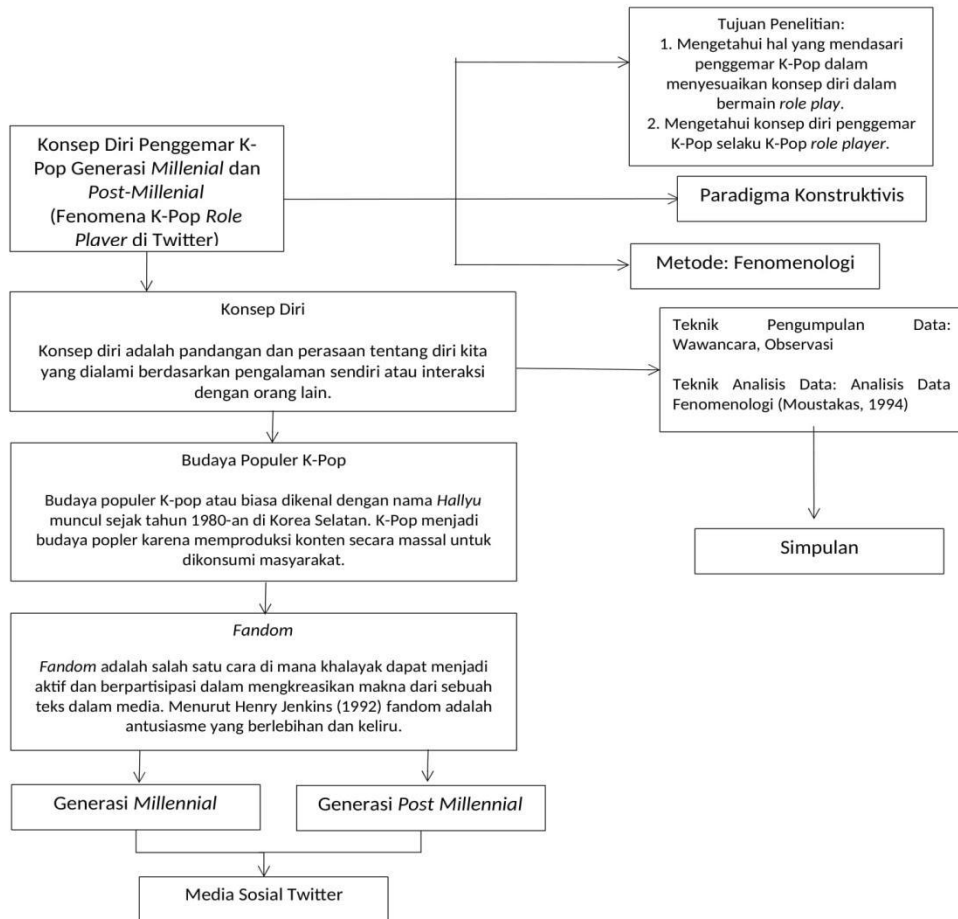 Tujuan Penelitian:
1. Mengetahui hal yang mendasari
penggemar K-Pop dalam
menyesuaikan konsep diri dalam
bermain role play.
2. Mengetahui konsep diri penggemar
K-Pop selaku K-Pop role player.
Konsep Diri Penggemar K-
Pop Generasi Millenial dan
Post-Millenial
(Fenomena K-Pop Role
Player di Twitter)
Paradigma Konstruktivis
Metode: Fenomenologi
Konsep Diri
Konsep diri adalah pandangan dan perasaan tentang diri kita
yang dialami berdasarkan pengalaman sendiri atau interaksi
dengan orang lain.
Teknik Pengumpulan Data:
Wawancara, Observasi
Teknik Analisis Data: Analisis Data
Fenomenologi (Moustakas, 1994)
Budaya Populer K-Pop
Budaya populer K-pop atau biasa dikenal dengan nama Hallyu
muncul sejak tahun 1980-an di Korea Selatan. K-Pop menjadi
budaya popler karena memproduksi konten secara massal untuk
dikonsumi masyarakat.
Simpulan
Fandom
Fandom adalah salah satu cara di mana khalayak dapat menjadi
aktif dan berpartisipasi dalam mengkreasikan makna dari sebuah
teks dalam media. Menurut Henry Jenkins (1992) fandom adalah
antusiasme yang berlebihan dan keliru.
Generasi Millennial
Generasi Post Millennial
Media Sosial Twitter